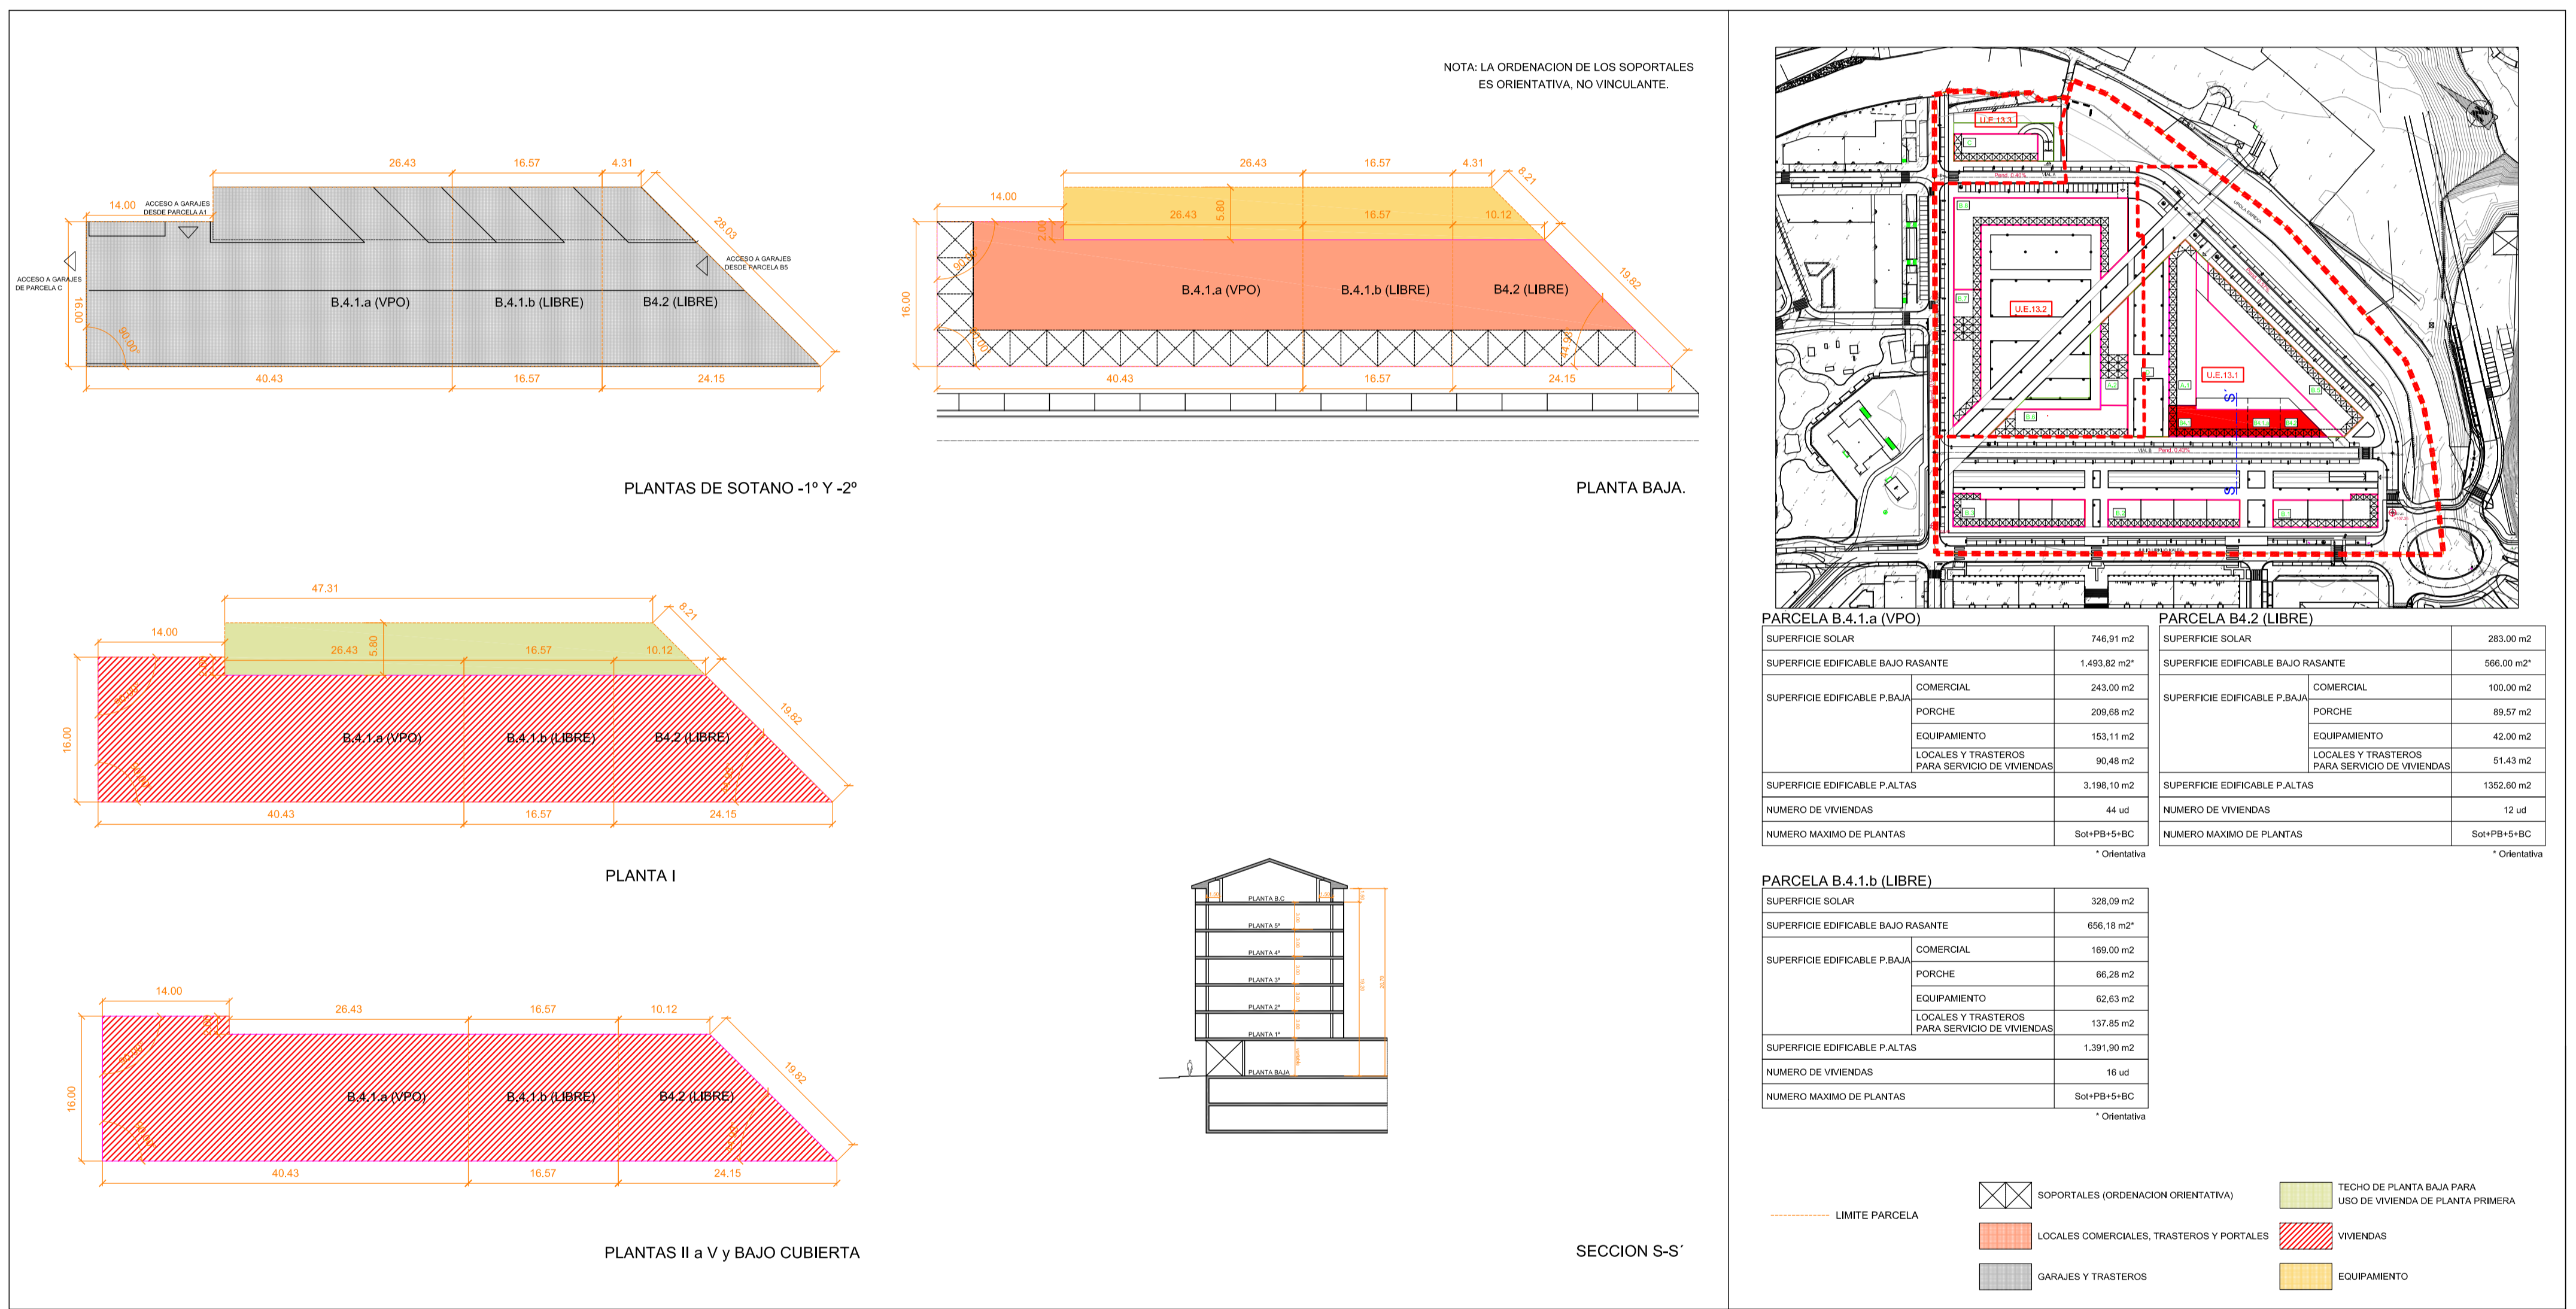 NOTA: LA ORDENACION DE LOS SOPORTALES
ES ORIENTATIVA, NO VINCULANTE.
26.43
16.57
4.31
14.00
ACCESO A GARAJES
DESDE PARCELA A1
28.03
ACCESO A GARAJES
DE PARCELA C
ACCESO A GARAJES
DESDE PARCELA B5
16.00
90.00°
B.4.1.a (VPO)
B.4.1.b (LIBRE)
B4.2 (LIBRE)
40.43
16.57
24.15
PLANTAS DE SOTANO -1º Y -2º
26.43
16.57
4.31
8.21
14.00
26.43
5.80
16.57
10.12
2.00
19.82
16.00
B.4.1.a (VPO)
B.4.1.b (LIBRE)
B4.2 (LIBRE)
40.43
16.57
24.15
PLANTA BAJA.
47.31
8.21
14.00
26.43
5.80
16.57
10.12
19.82
16.00
B.4.1.a (VPO)
B.4.1.b (LIBRE)
B4.2 (LIBRE)
40.43
16.57
24.15
PLANTA I
14.00
26.43
16.57
10.12
19.82
16.00
B.4.1.a (VPO)
B.4.1.b (LIBRE)
B4.2 (LIBRE)
40.43
16.57
24.15
PLANTAS II a V y BAJO CUBIERTA
PLANTA B.C
PLANTA 5ª
PLANTA 4ª
PLANTA 3ª
PLANTA 2ª
PLANTA 1ª
PLANTA BAJA
SECCION S-S´
U.E.13.3
U.E.13.2
U.E.13.1
VIAL A
Pend. 0,42%
VIAL B
Pend. 0,43%
S´
S
PARCELA B.4.1.a (VPO)
SUPERFICIE SOLAR 746,91 m2
SUPERFICIE EDIFICABLE BAJO RASANTE 1.493,82 m2*
SUPERFICIE EDIFICABLE P.BAJA
COMERCIAL 243,00 m2
PORCHE 209,68 m2
EQUIPAMIENTO 153,11 m2
LOCALES Y TRASTEROS
PARA SERVICIO DE VIVIENDAS 90,48 m2
SUPERFICIE EDIFICABLE P.ALTAS 3.198,10 m2
NUMERO DE VIVIENDAS 44 ud
NUMERO MAXIMO DE PLANTAS Sot+PB+5+BC
* Orientativa
PARCELA B4.2 (LIBRE)
SUPERFICIE SOLAR 283.00 m2
SUPERFICIE EDIFICABLE BAJO RASANTE 566.00 m2*
SUPERFICIE EDIFICABLE P.BAJA
COMERCIAL 100,00 m2
PORCHE 89,57 m2
EQUIPAMIENTO 42.00 m2
LOCALES Y TRASTEROS
PARA SERVICIO DE VIVIENDAS 51.43 m2
SUPERFICIE EDIFICABLE P.ALTAS 1352.60 m2
NUMERO DE VIVIENDAS 12 ud
NUMERO MAXIMO DE PLANTAS Sot+PB+5+BC
* Orientativa
PARCELA B.4.1.b (LIBRE)
SUPERFICIE SOLAR 328,09 m2
SUPERFICIE EDIFICABLE BAJO RASANTE 656,18 m2*
SUPERFICIE EDIFICABLE P.BAJA
COMERCIAL 169.00 m2
PORCHE 66,28 m2
EQUIPAMIENTO 62,63 m2
LOCALES Y TRASTEROS
PARA SERVICIO DE VIVIENDAS 137.85 m2
SUPERFICIE EDIFICABLE P.ALTAS 1.391,90 m2
NUMERO DE VIVIENDAS 16 ud
NUMERO MAXIMO DE PLANTAS Sot+PB+5+BC
* Orientativa
LIMITE PARCELA
SOPORTALES (ORDENACION ORIENTATIVA)
LOCALES COMERCIALES, TRASTEROS Y PORTALES
GARAJES Y TRASTEROS
TECHO DE PLANTA BAJA PARA
USO DE VIVIENDA DE PLANTA PRIMERA
VIVIENDAS
EQUIPAMIENTO